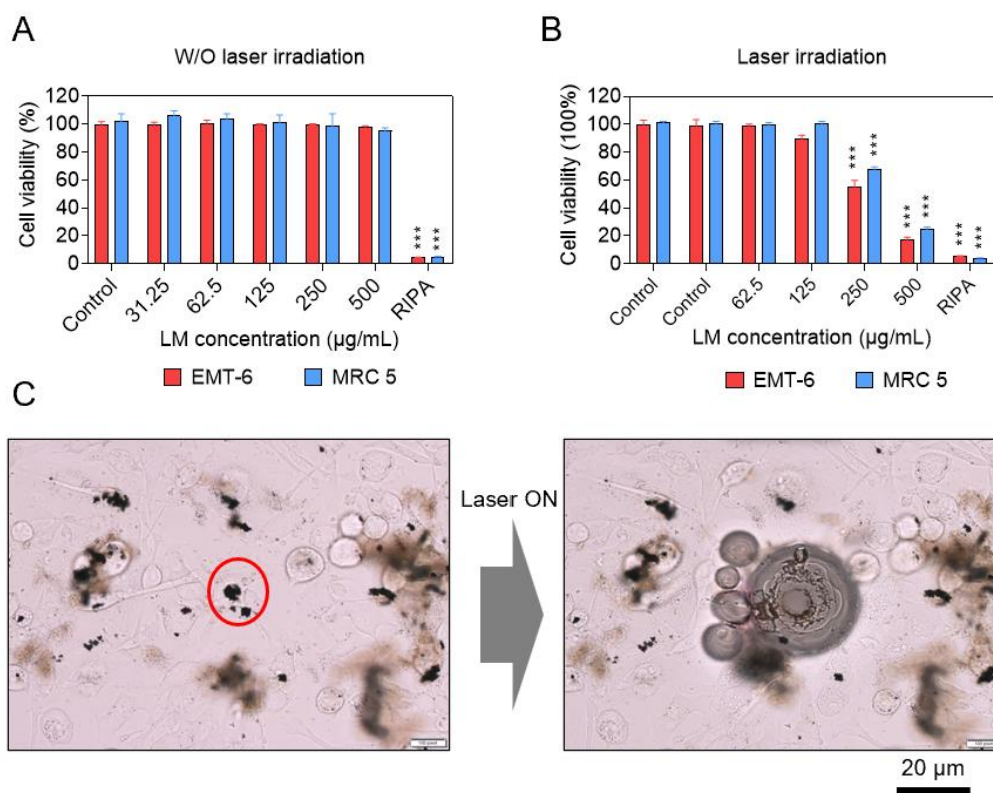 A
W/O laser irradiation
Cell viability (%)
120
100
80
60
40
20
0
*** ***
Control 31.25 62.5 125 250 500 RIPA
LM concentration (µg/mL)
EMT-6 MRC 5
B
Laser irradiation
Cell viability (100%)
120
100
80
60
40
20
0
*** *** *** *** *** ***
Control Control 62.5 125 250 500 RIPA
LM concentration (µg/mL)
EMT-6 MRC 5
C
Laser ON
20 µm